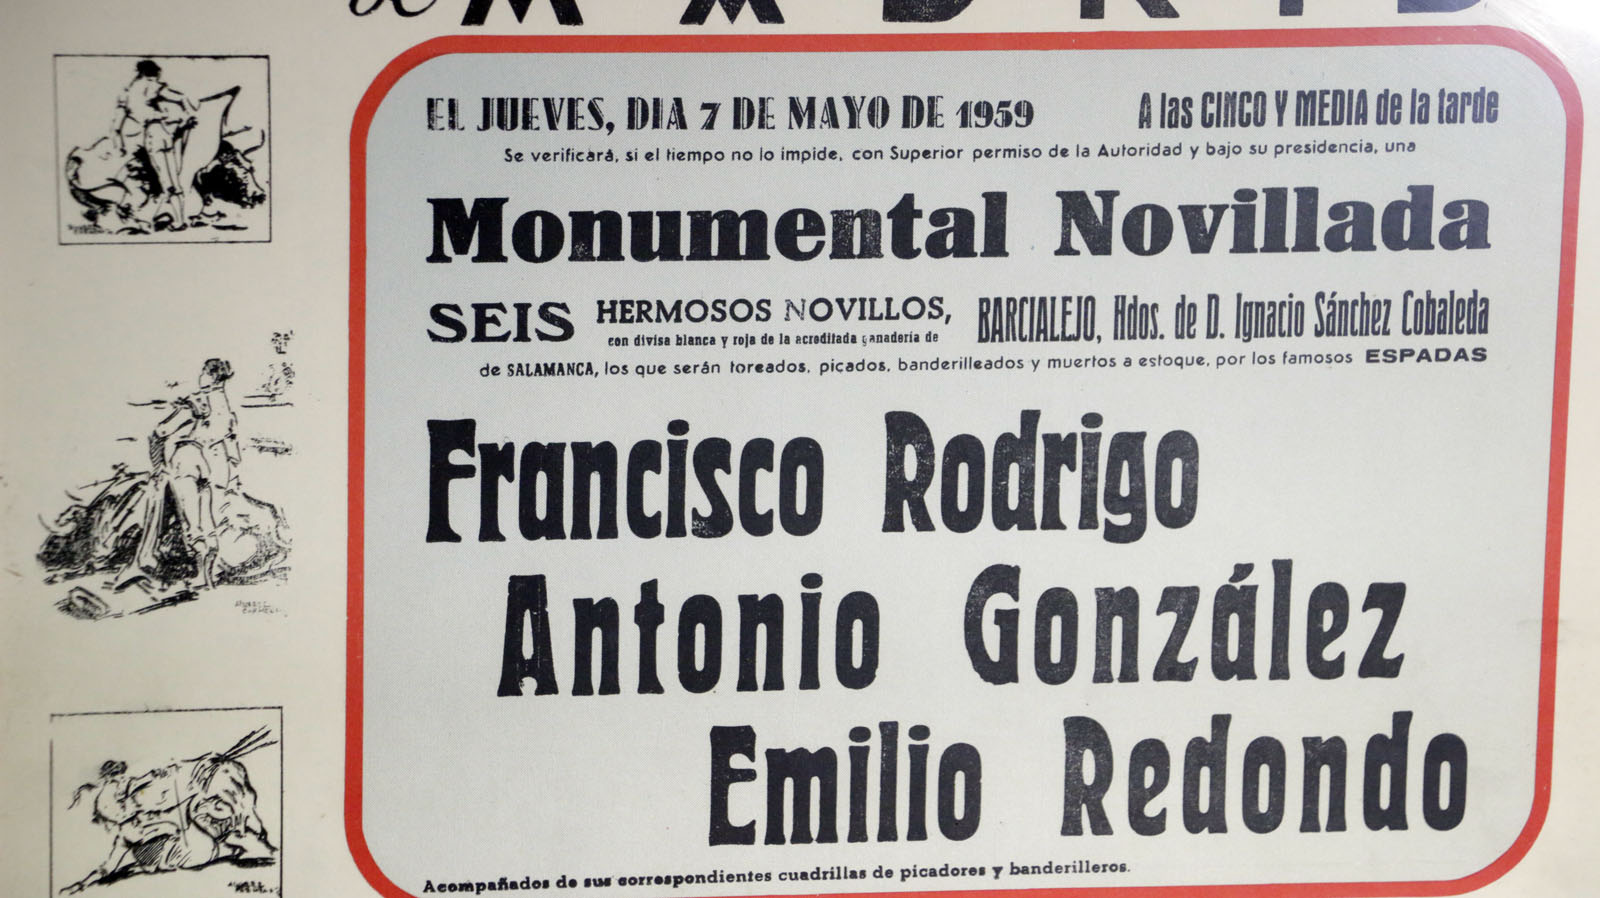 de MADRID
EL JUEVES, DIA 7 DE MAYO DE 1959 A las CINCO Y MEDIA de la tarde
Se verificará, si el tiempo no lo impide, con Superior permiso de la Autoridad y bajo su presidencia, una
Monumental Novillada
SEIS HERMOSOS NOVILLOS, BARCIALEJO, Hdos. de D. Ignacio Sánchez Cobaleda
con divisa blanca y roja de la acreditada ganadería de
de SALAMANCA, los que serán toreados, picados, banderilleados y muertos a estoque, por los famosos ESPADAS
Francisco Rodrigo
Antonio González
Emilio Redondo
Acompañados de sus correspondientes cuadrillas de picadores y banderilleros.